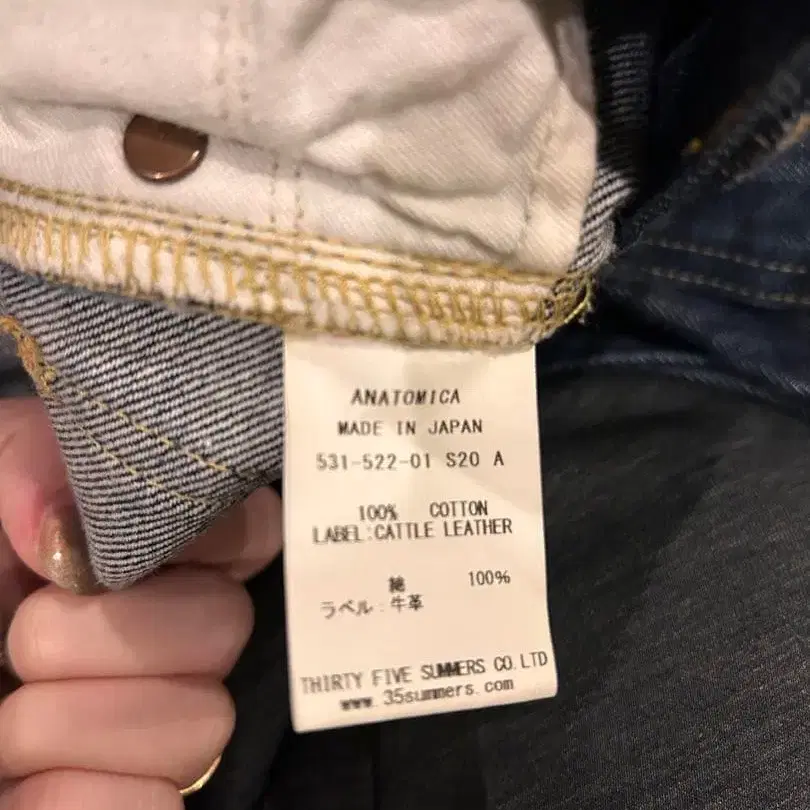 ANATOMICA
MADE IN JAPAN
531-522-01 S20 A
100% COTTON
LABEL:CATTLE LEATHER
綿 100%
ラベル:牛革
THIRTY FIVE SUMMERS CO.LTD
www.35summers.com